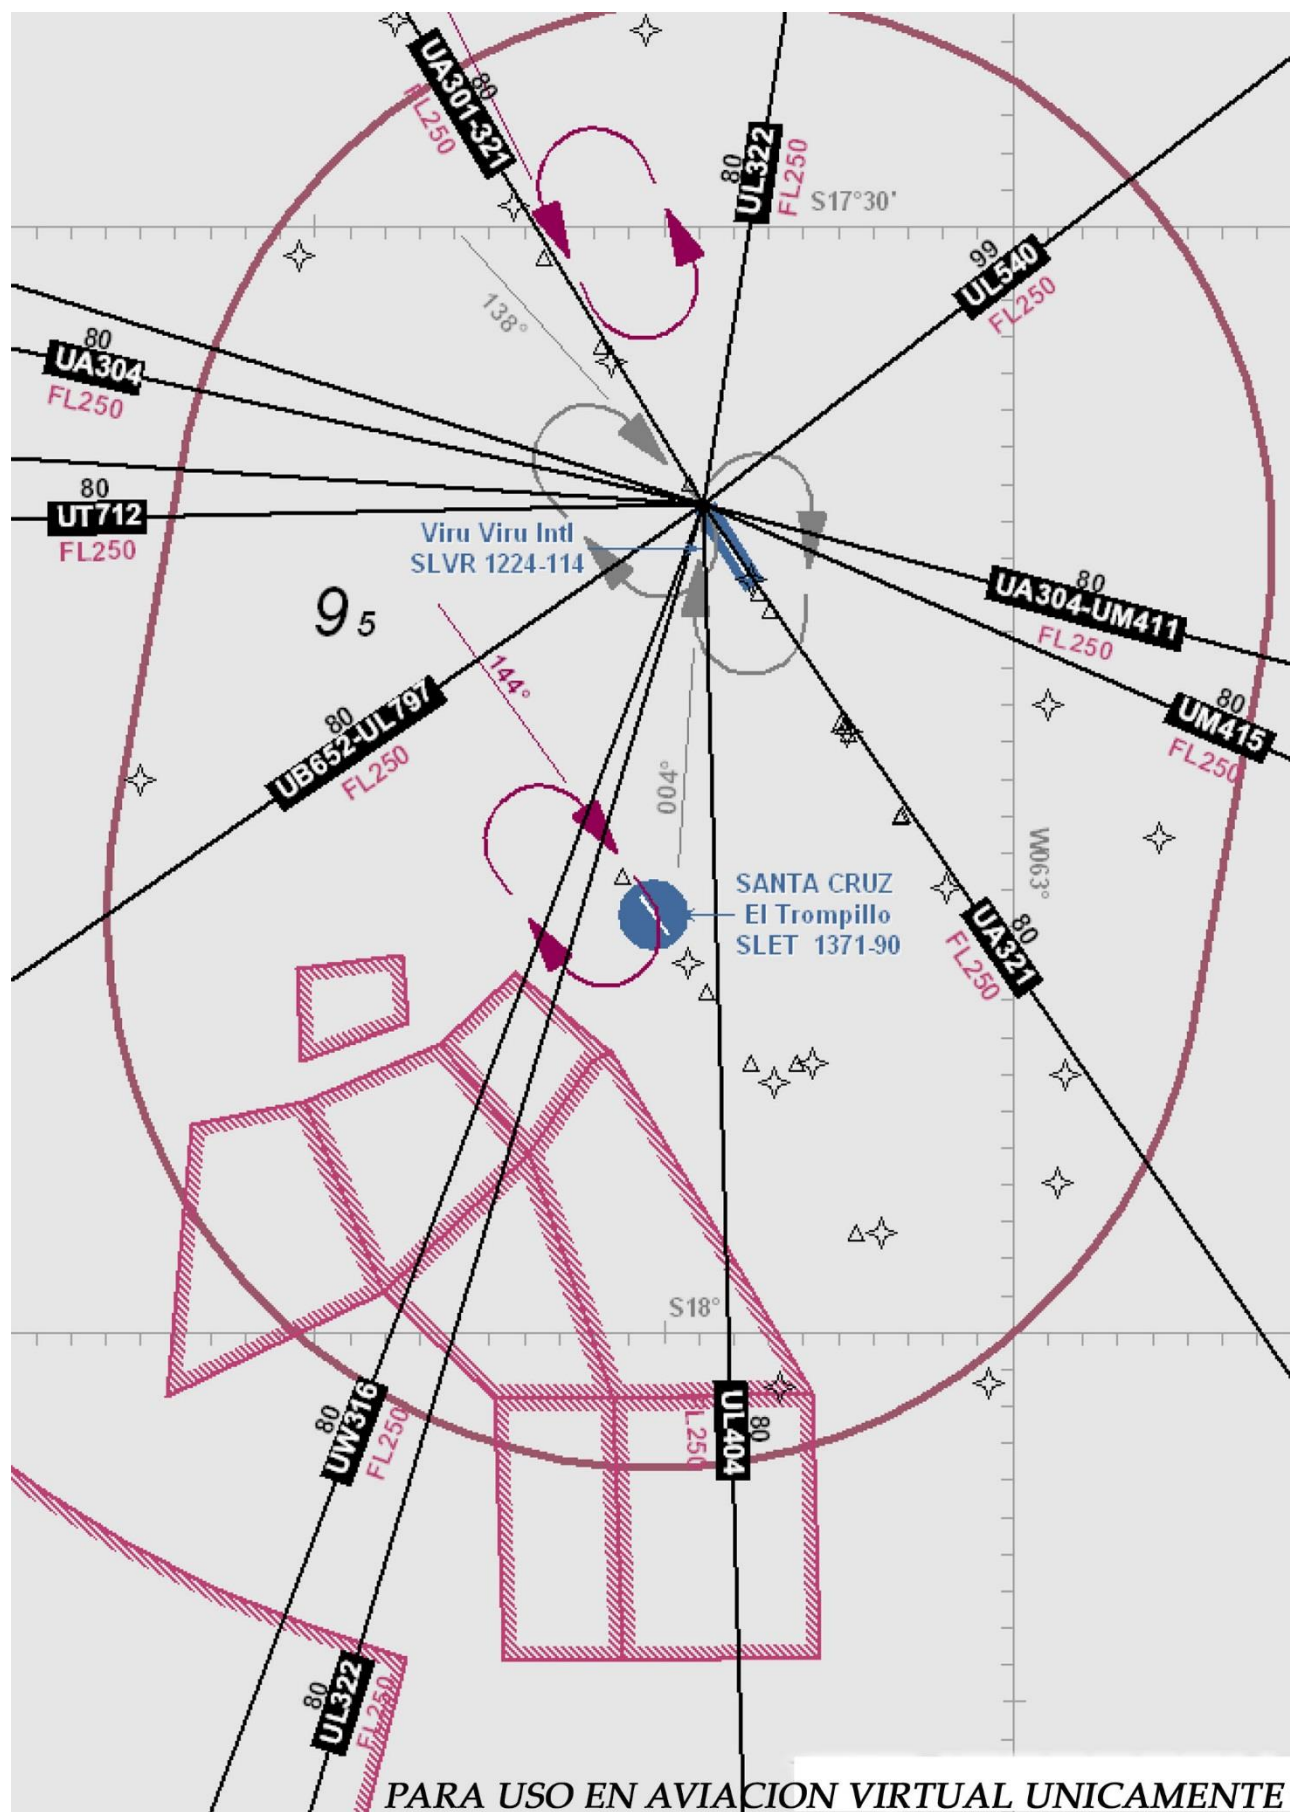 UA301-321
80
FL250
UL322
80
FL250
S17°30'
99
UL540
FL250
138°
80
UA304
FL250
80
UT712
FL250
Viru Viru Intl
SLVR 1224-114
9 5
80
UA304-UM411
FL250
80
UM415
FL250
144°
80
UB652-UL797
FL250
004°
W063°
SANTA CRUZ
El Trompillo
SLET 1371-90
80
UA321
FL250
S18°
80
UW316
FL250
FL250
UL404
80
80
UL322
FL250
PARA USO EN AVIACION VIRTUAL UNICAMENTE